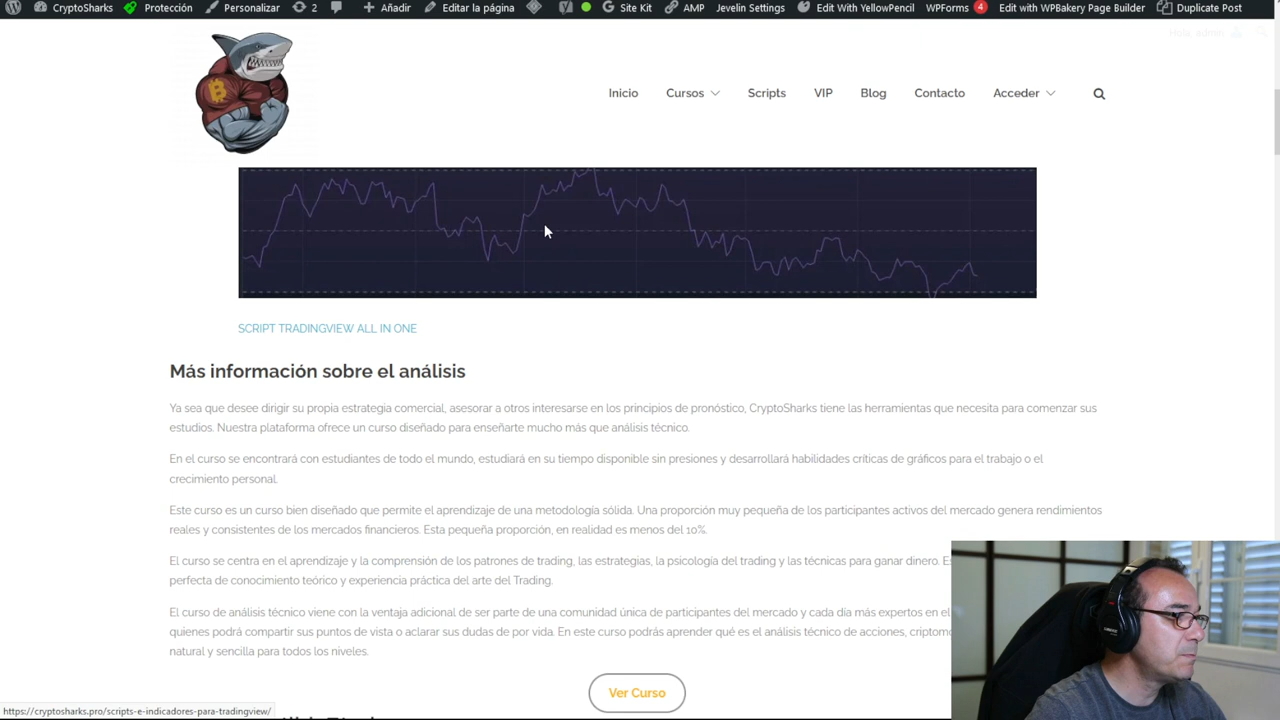 CryptoSharks Protección Personalizar 2 Añadir Editar la página Site Kit AMP Javelin Settings Edit With YellowPencil WPForms 4 Edit with WPBakery Page Builder Duplicate Post
Hola, admin
Inicio Cursos Scripts VIP Blog Contacto Acceder
SCRIPT TRADINGVIEW ALL IN ONE
Más información sobre el análisis
Ya sea que desee dirigir su propia estrategia comercial, asesorar a otros interesarse en los principios de pronóstico, CryptoSharks tiene las herramientas que necesita para comenzar sus
estudios. Nuestra plataforma ofrece un curso diseñado para enseñarte mucho más que análisis técnico.
En el curso se encontrará con estudiantes de todo el mundo, estudiará en su tiempo disponible sin presiones y desarrollará habilidades críticas de gráficos para el trabajo o el
crecimiento personal.
Este curso es un curso bien diseñado que permite el aprendizaje de una metodología sólida. Una proporción muy pequeña de los participantes activos del mercado genera rendimientos
reales y consistentes de los mercados financieros. Esta pequeña proporción, en realidad es menos del 10%.
El curso se centra en el aprendizaje y la comprensión de los patrones de trading, las estrategias, la psicología del trading y las técnicas para ganar dinero.
perfecta de conocimiento teórico y experiencia práctica del arte del Trading.
El curso de análisis técnico viene con la ventaja adicional de ser parte de una comunidad única de participantes del mercado y cada día más expertos en el
quienes podrá compartir sus puntos de vista o aclarar sus dudas de por vida. En este curso podrás aprender qué es el análisis técnico de acciones,
natural y sencilla para todos los niveles.
Ver Curso
https://cryptosharks.pro/scripts-e-indicadores-para-tradingview/